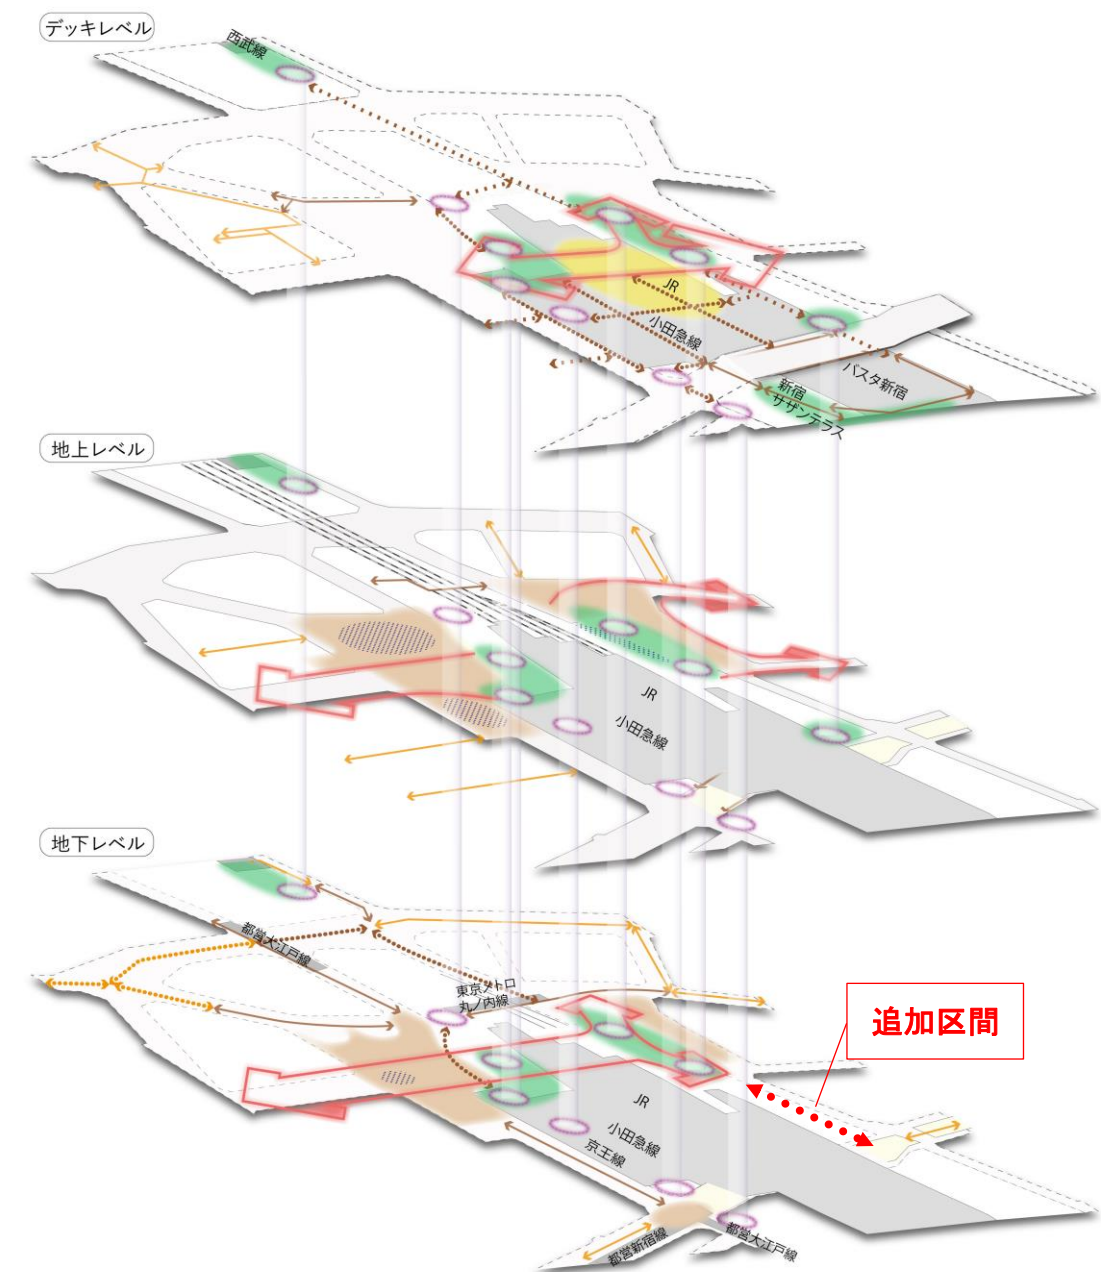 デッキレベル
西武線
JR
小田急線
バスタ新宿
新宿
サザンテラス
地上レベル
JR
小田急線
地下レベル
都営大江戸線
東京メトロ
丸ノ内線
追加区間
JR
小田急線
京王線
都営新宿線
都営大江戸線